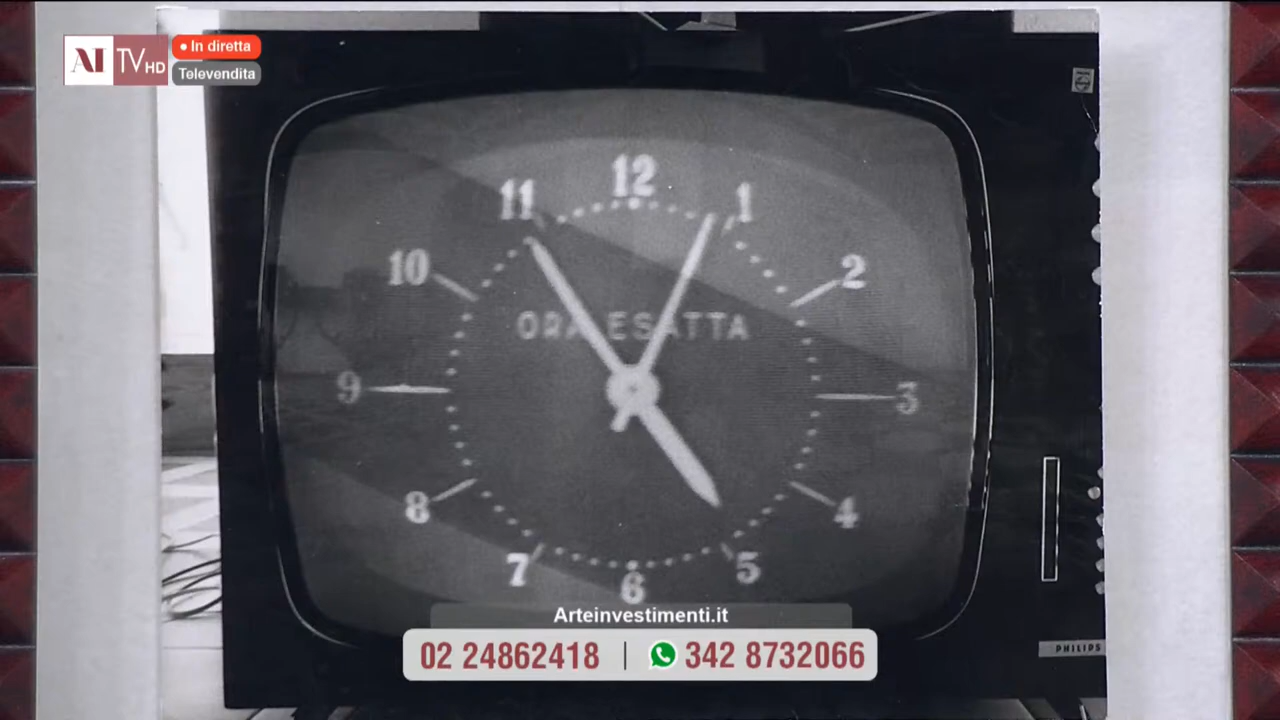 AI TV HD
In diretta
Televendita
12
11
1
10
2
ORA ESATTA
9
3
8
4
7
5
6
Arteinvestimenti.it
02 24862418 | 342 8732066
PHILIPS